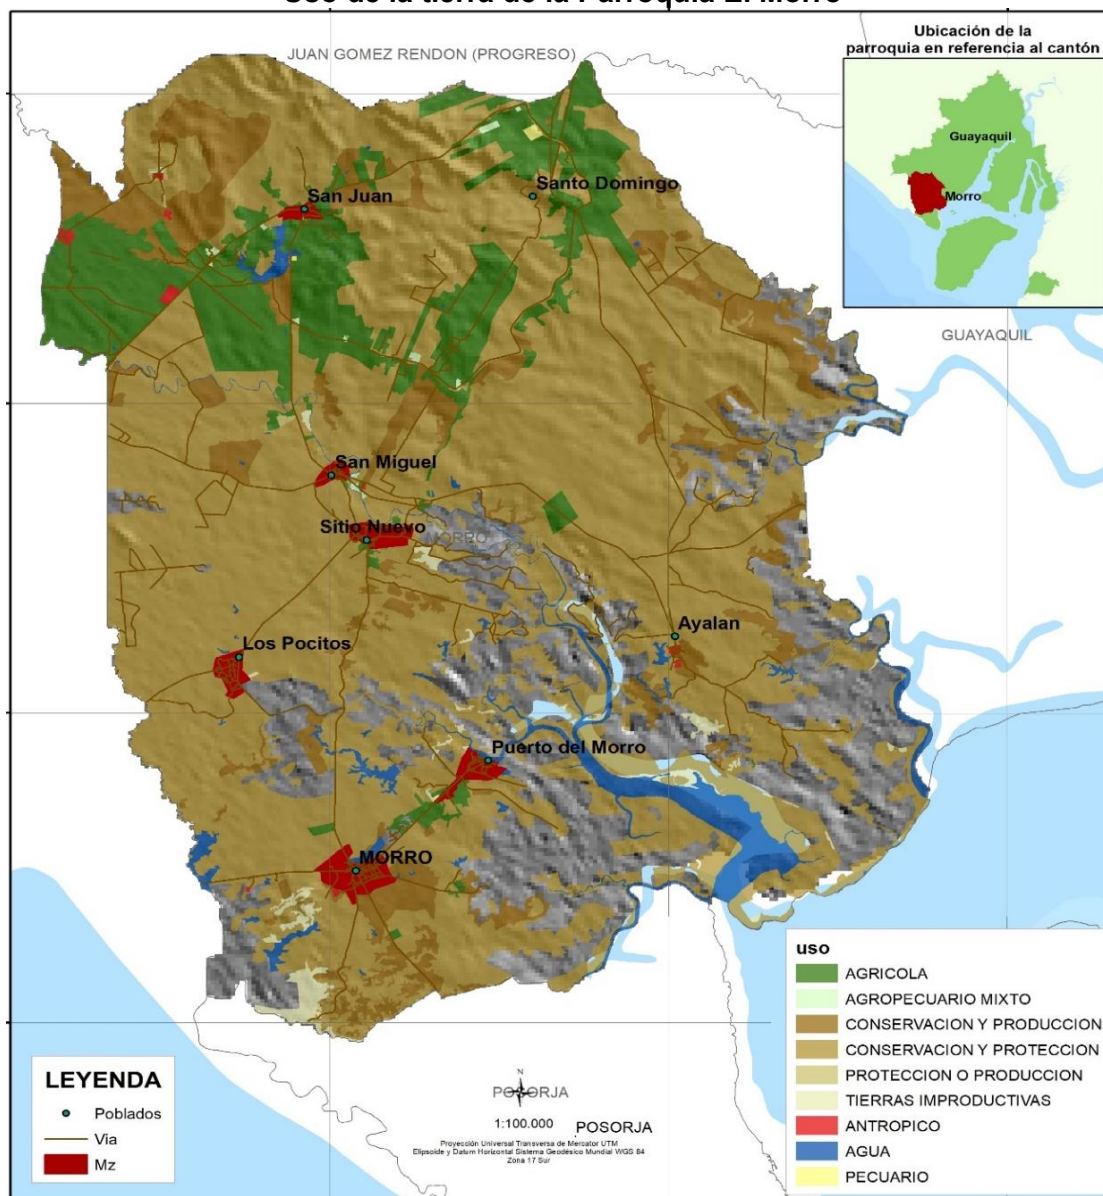 Uso de la tierra de la Parroquia El Morro
JUAN GOMEZ RENDON (PROGRESO)
Ubicación de la
parroquia en referencia al cantón
Guayaquil
Morro
San Juan
Santo Domingo
GUAYAQUIL
San Miguel
Sitio Nuevo
MORRO
Ayalan
Los Pocitos
Puerto del Morro
MORRO
uso
AGRICOLA
AGROPECUARIO MIXTO
CONSERVACION Y PRODUCCION
CONSERVACION Y PROTECCION
PROTECCION O PRODUCCION
TIERRAS IMPRODUCTIVAS
ANTROPICO
AGUA
PECUARIO
LEYENDA
Poblados
Via
Mz
N
POSORJA
1:100.000
POSORJA
Proyección Universal Transversa de Mercator UTM
Elipsoide y Datum Horizontal Sistema Geodésico Mundial WGS 84
Zona 17 Sur